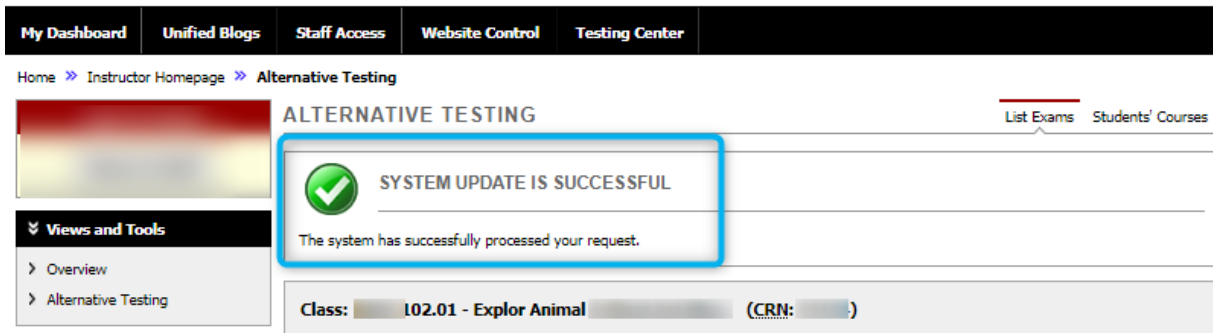 My Dashboard Unified Blogs Staff Access Website Control Testing Center
Home » Instructor Homepage » Alternative Testing
ALTERNATIVE TESTING
List Exams Students' Courses
SYSTEM UPDATE IS SUCCESSFUL
The system has successfully processed your request.
Views and Tools
Overview
Alternative Testing
Class: 102.01 - Explor Animal (CRN: )